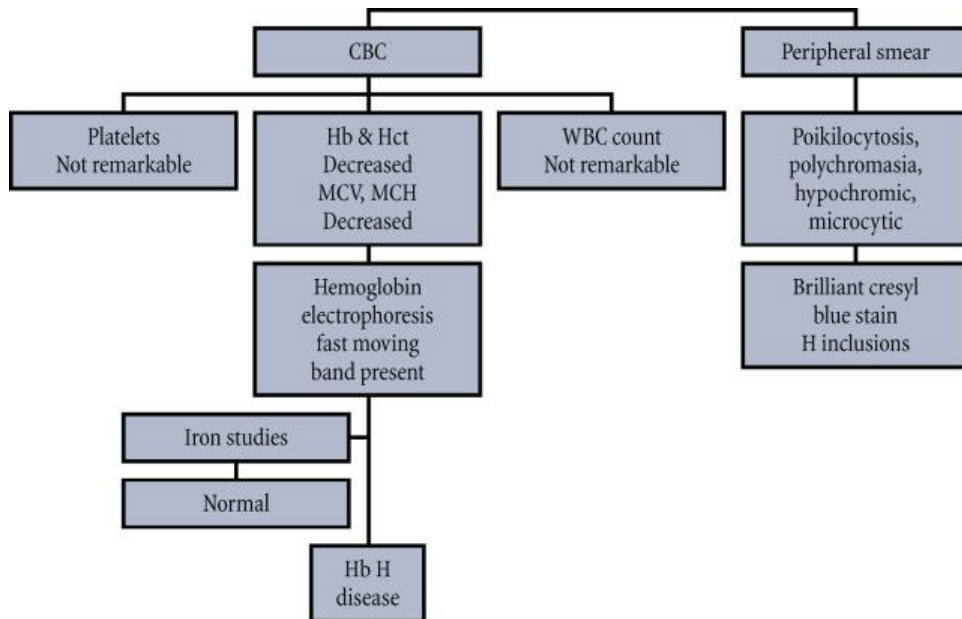 CBC
Peripheral smear
Platelets
Not remarkable
Hb & Hct
Decreased
MCV, MCH
Decreased
WBC count
Not remarkable
Poikilocytosis,
polychromasia,
hypochromic,
microcytic
Hemoglobin
electrophoresis
fast moving
band present
Brilliant cresyl
blue stain
H inclusions
Iron studies
Normal
Hb H
disease